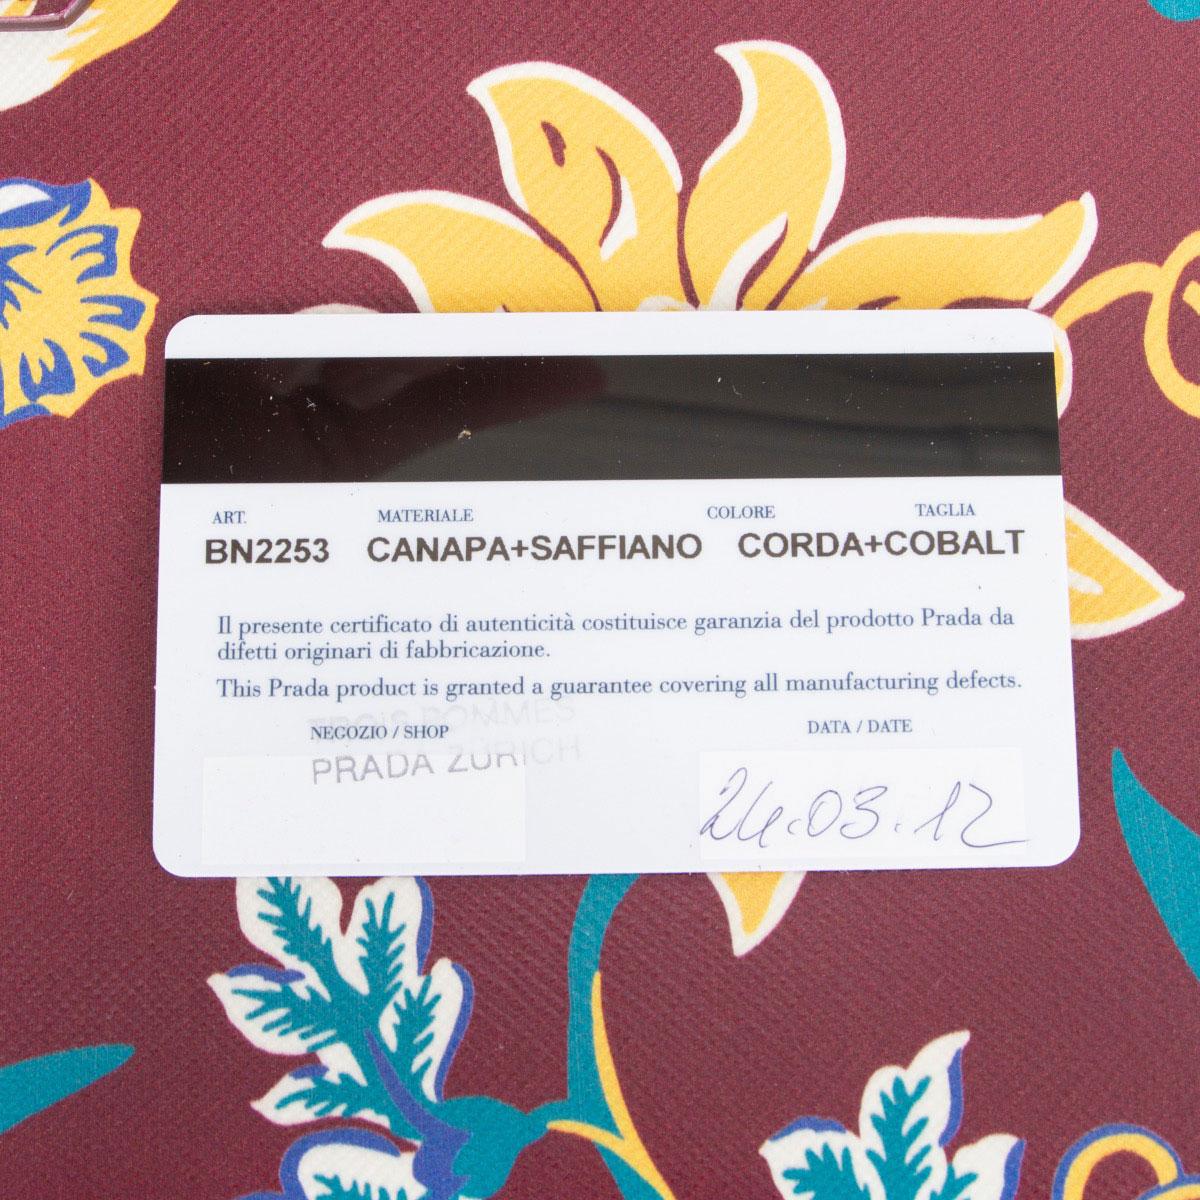 ART. MATERIALE COLORE TAGLIA
BN2253 CANAPA+SAFFIANO CORDA+COBALT
Il presente certificato di autenticità costituisce garanzia del prodotto Prada da
difetti originari di fabbricazione.
This Prada product is granted a guarantee covering all manufacturing defects.
TROIS POMMES
NEGOZIO / SHOP DATA / DATE
PRADA ZÜRICH
24.03.12